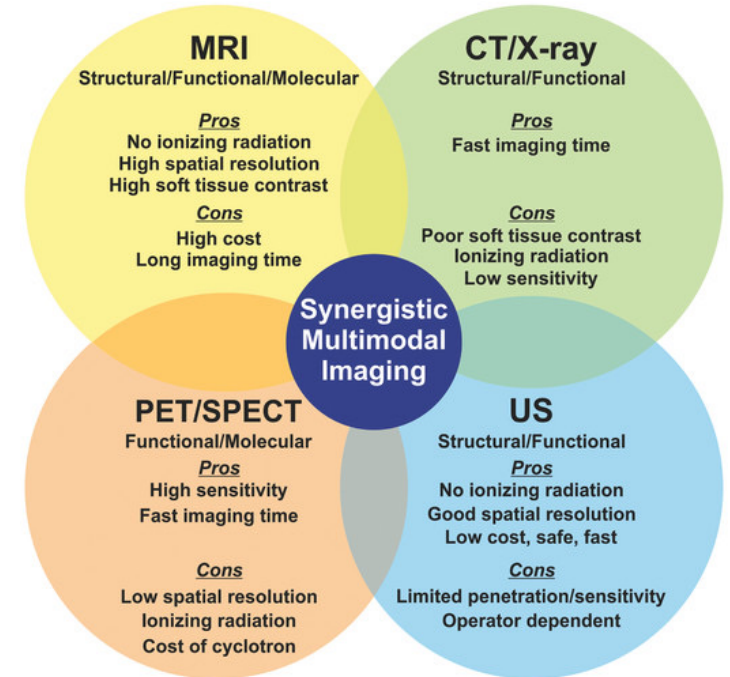 MRI
Structural/Functional/Molecular
Pros
No ionizing radiation
High spatial resolution
High soft tissue contrast
Cons
High cost
Long imaging time
CT/X-ray
Structural/Functional
Pros
Fast imaging time
Cons
Poor soft tissue contrast
Ionizing radiation
Low sensitivity
Synergistic
Multimodal
Imaging
PET/SPECT
Functional/Molecular
Pros
High sensitivity
Fast imaging time
Cons
Low spatial resolution
Ionizing radiation
Cost of cyclotron
US
Structural/Functional
Pros
No ionizing radiation
Good spatial resolution
Low cost, safe, fast
Cons
Limited penetration/sensitivity
Operator dependent